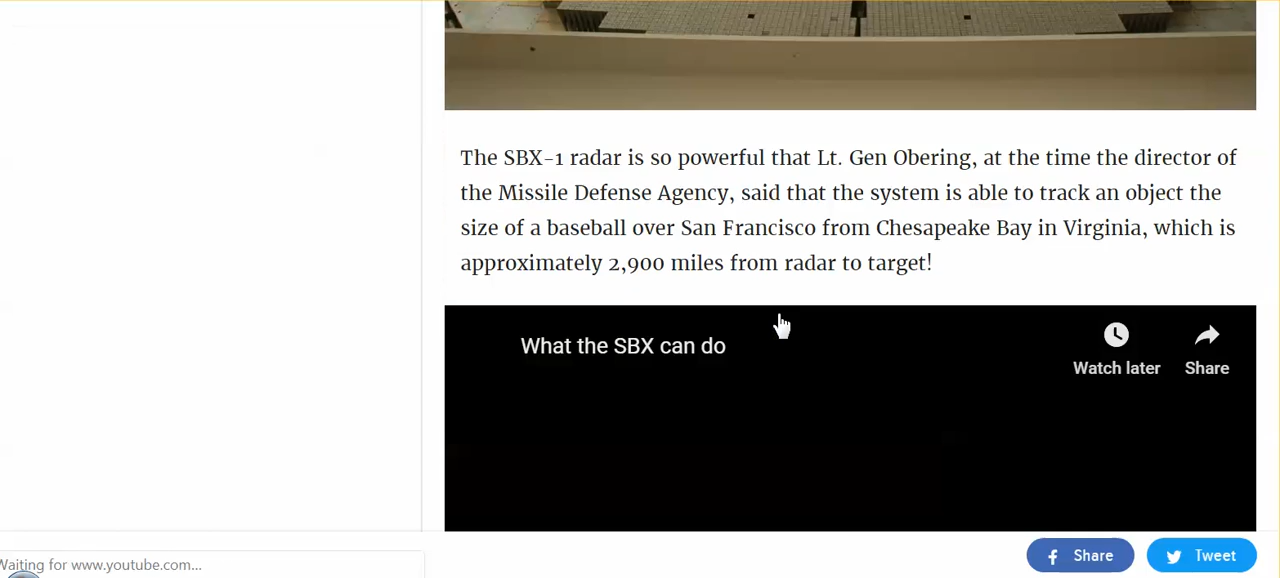 The SBX-1 radar is so powerful that Lt. Gen Obering, at the time the director of
the Missile Defense Agency, said that the system is able to track an object the
size of a baseball over San Francisco from Chesapeake Bay in Virginia, which is
approximately 2,900 miles from radar to target!
What the SBX can do
Watch later
Share
Share
Tweet
Waiting for www.youtube.com...